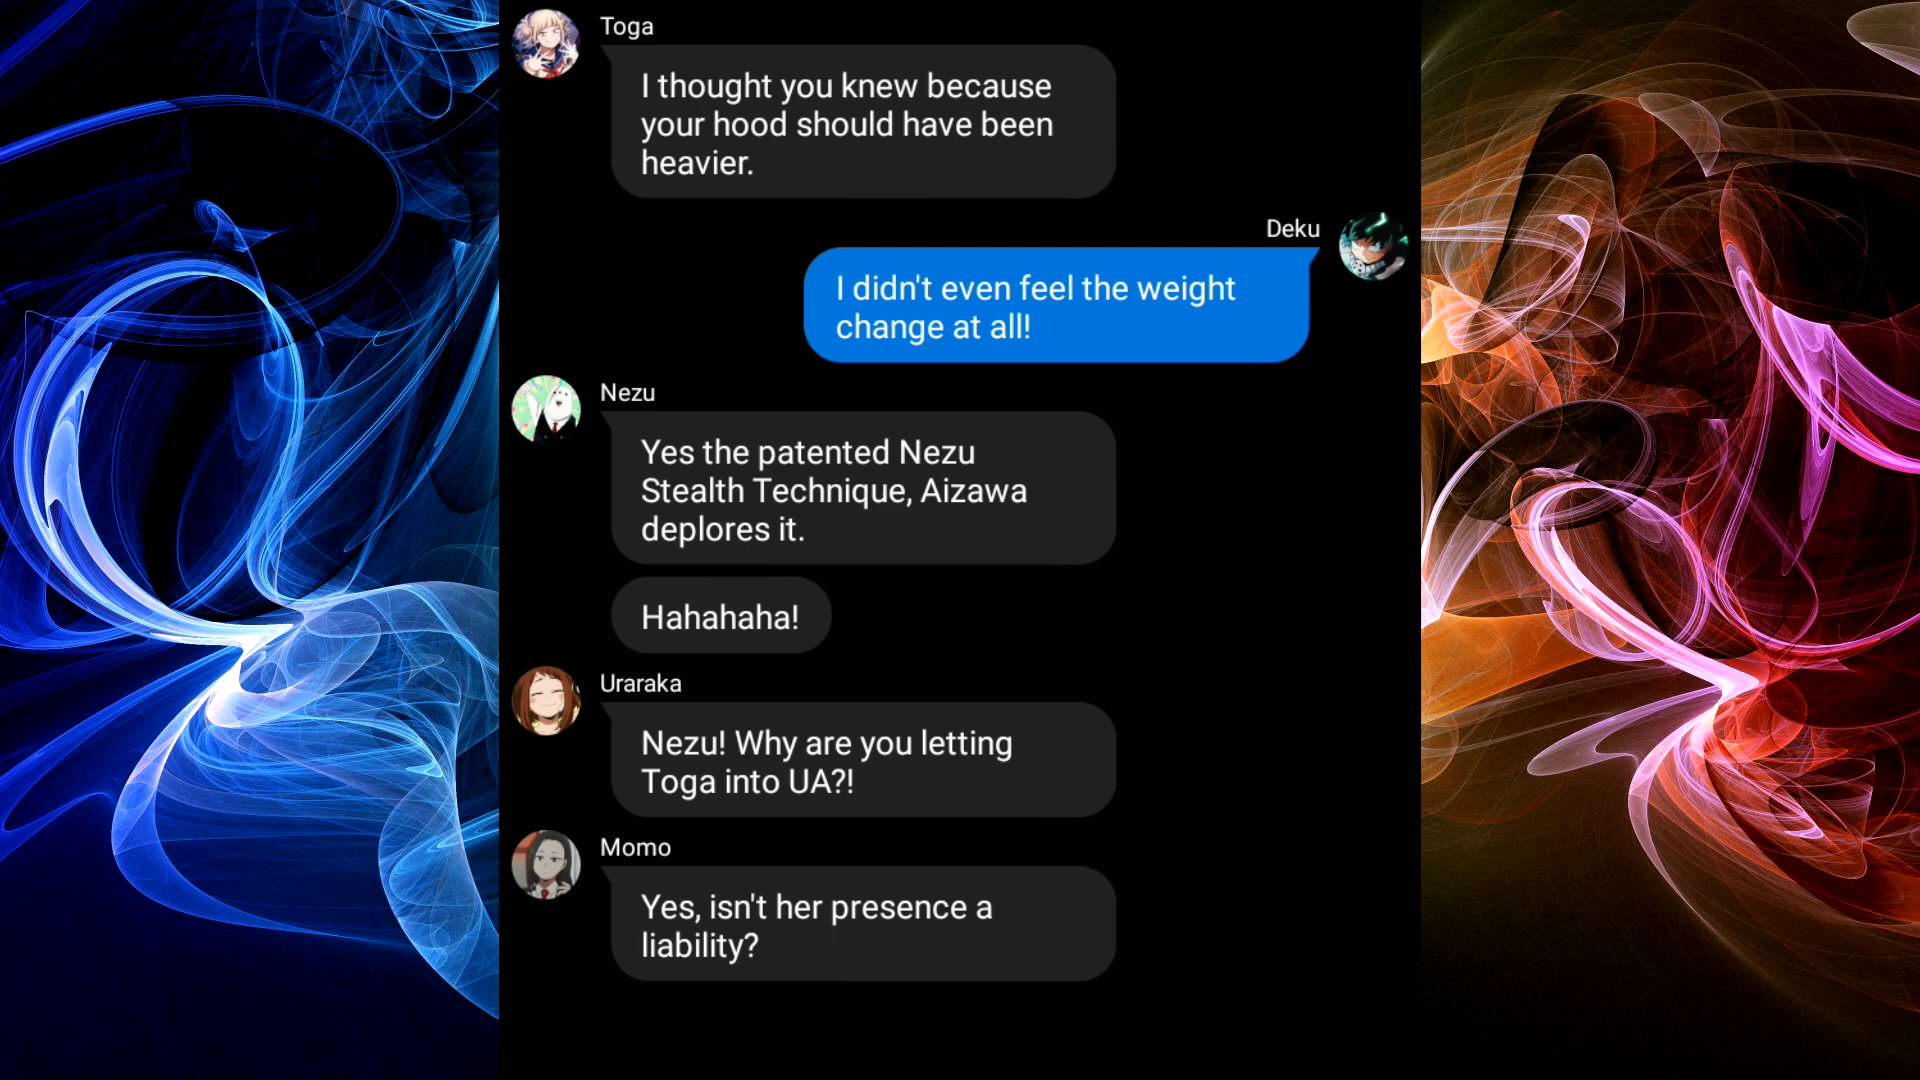 Toga
I thought you knew because
your hood should have been
heavier.
Deku
I didn't even feel the weight
change at all!
Nezu
Yes the patented Nezu
Stealth Technique, Aizawa
deplores it.
Hahahaha!
Uraraka
Nezu! Why are you letting
Toga into UA?!
Momo
Yes, isn't her presence a
liability?